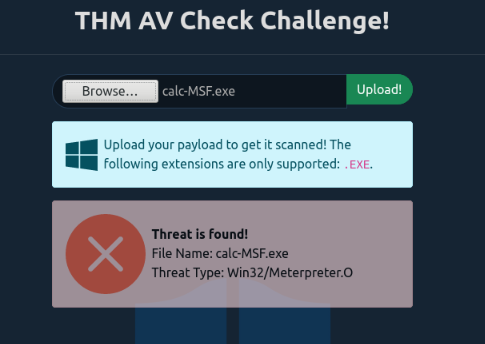 THM AV Check Challenge!
Browse... calc-MSF.exe Upload!
Upload your payload to get it scanned! The
following extensions are only supported: .EXE.
Threat is found!
File Name: calc-MSF.exe
Threat Type: Win32/Meterpreter.O